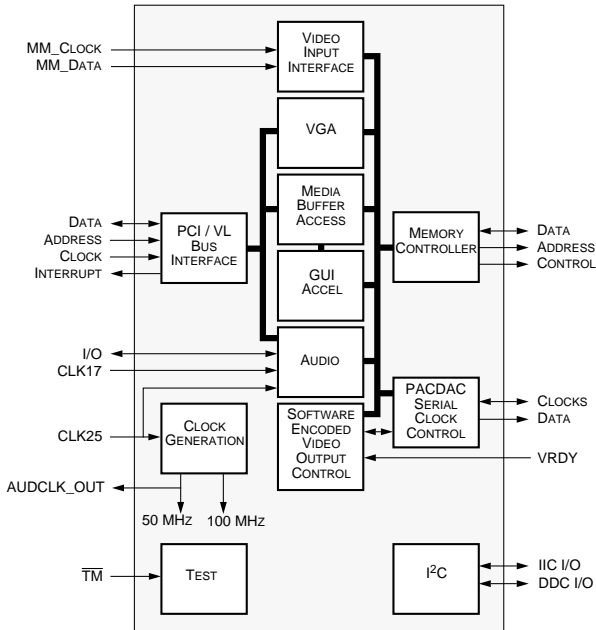 VIDEO
INPUT
INTERFACE
MM_CLOCK
MM_DATA
VGA
MEDIA
BUFFER
ACCESS
DATA
ADDRESS
CLOCK
INTERRUPT
PCI / VL
BUS
INTERFACE
MEMORY
CONTROLLER
DATA
ADDRESS
CONTROL
GUI
ACCEL
I/O
CLK17
AUDIO
PACDAC
SERIAL
CLOCK
CONTROL
CLOCKS
DATA
CLK25
CLOCK
GENERATION
SOFTWARE
ENCODED
VIDEO
OUTPUT
CONTROL
VRDY
AUDCLK_OUT
50 MHz
100 MHz
TM
TEST
I²C
IIC I/O
DDC I/O